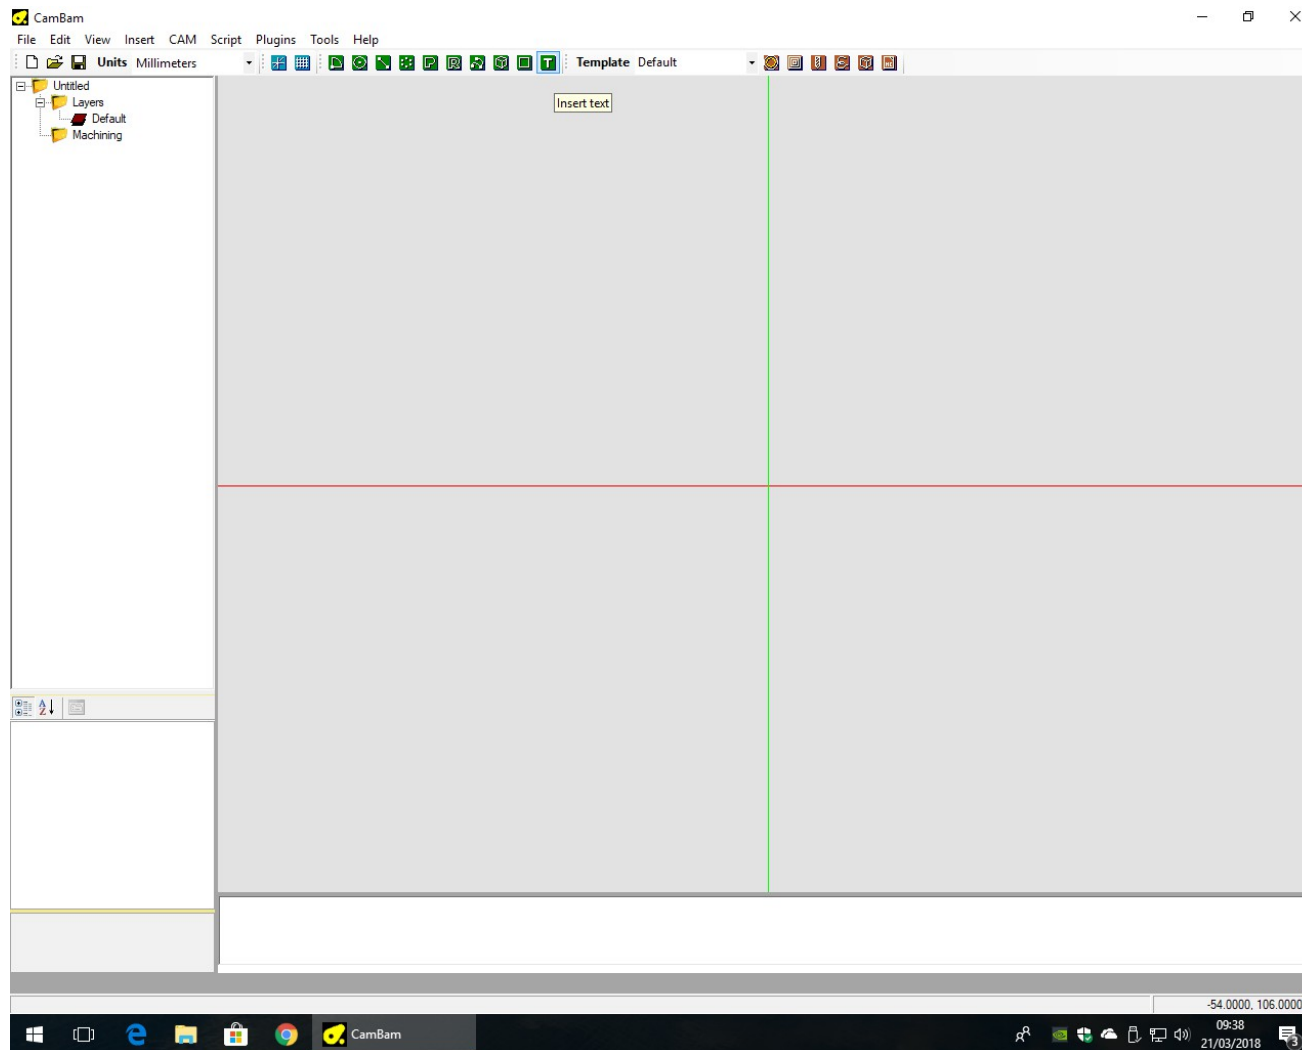 CamBam
File Edit View Insert CAM Script Plugins Tools Help
Units Millimeters Template Default
Insert text
Untitled
Layers
Default
Machining
-54.0000, 106.0000
CamBam
09:38
21/03/2018
3